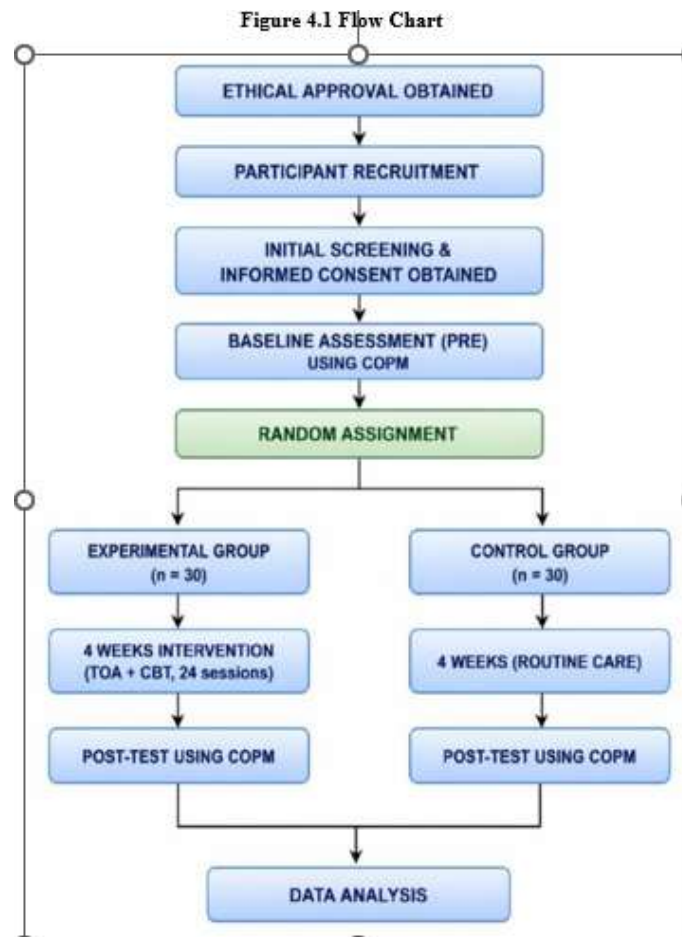 Figure 4.1 Flow Chart
ETHICAL APPROVAL OBTAINED
PARTICIPANT RECRUITMENT
INITIAL SCREENING &
INFORMED CONSENT OBTAINED
BASELINE ASSESSMENT (PRE)
USING COPM
RANDOM ASSIGNMENT
EXPERIMENTAL GROUP
(n = 30)
CONTROL GROUP
(n = 30)
4 WEEKS INTERVENTION
(TOA + CBT, 24 sessions)
4 WEEKS (ROUTINE CARE)
POST-TEST USING COPM
POST-TEST USING COPM
DATA ANALYSIS